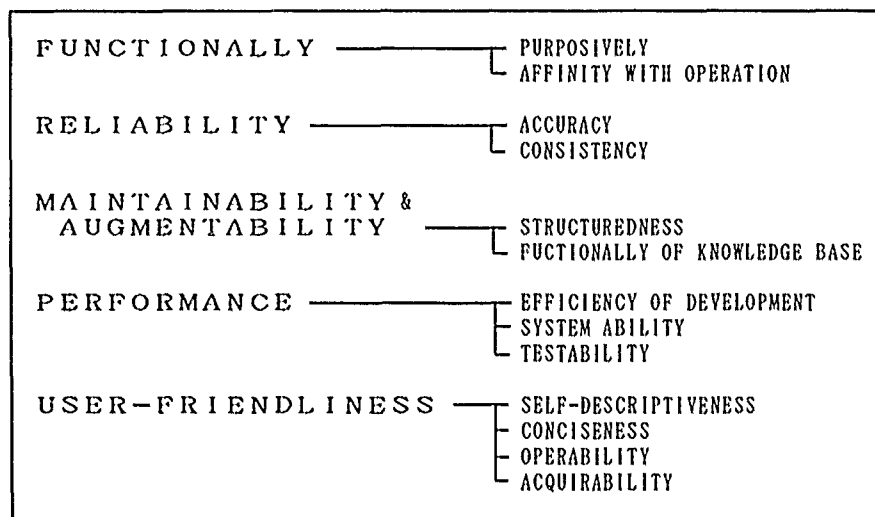 FUNCTIONALLY PURPOSIVELY
AFFINITY WITH OPERATION
RELIABILITY ACCURACY
CONSISTENCY
MAINTAINABILITY &
AUGMENTABILITY STRUCTUREDNESS
FUCTIONALLY OF KNOWLEDGE BASE
PERFORMANCE EFFICIENCY OF DEVELOPMENT
SYSTEM ABILITY
TESTABILITY
USER-FRIENDLINESS SELF-DESCRIPTIVENESS
CONCISENESS
OPERABILITY
ACQUIRABILITY